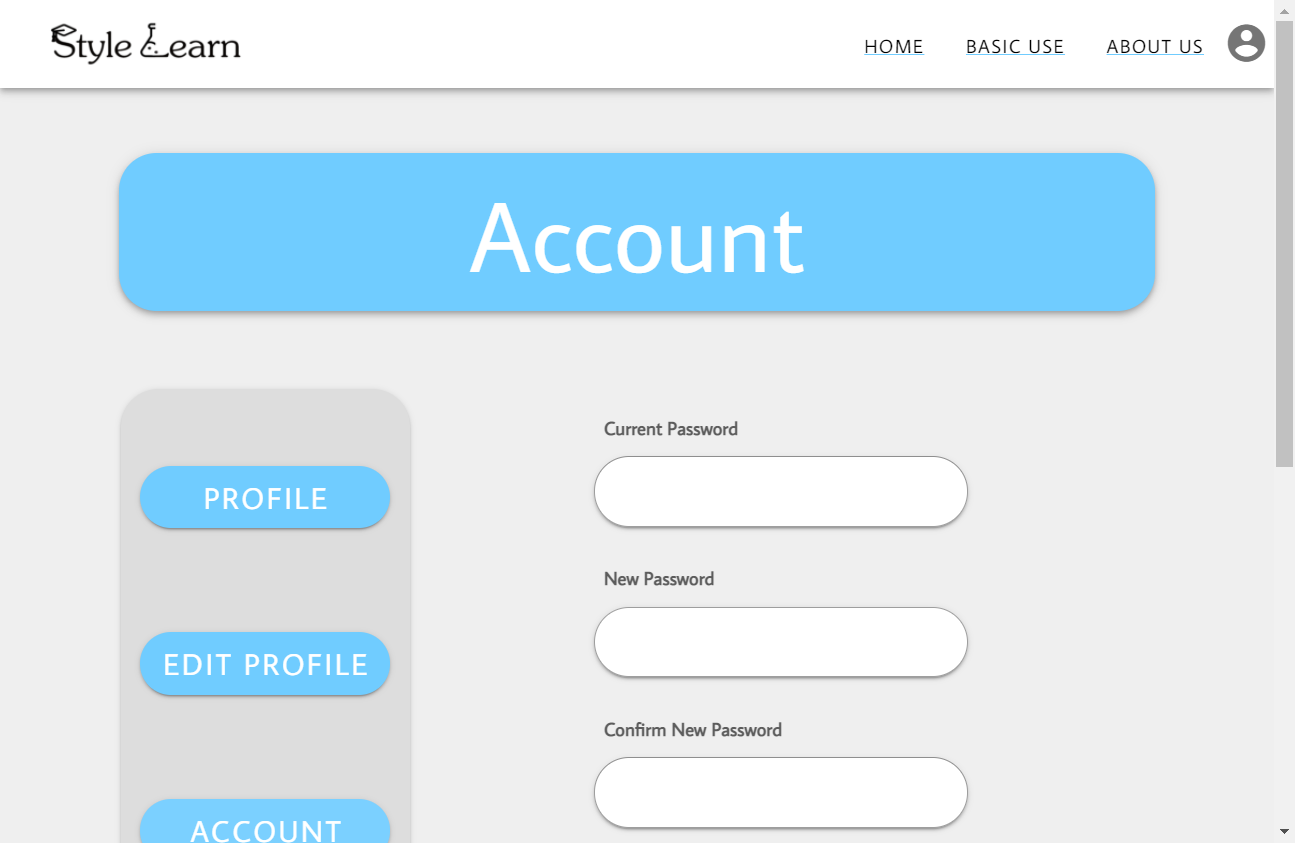 Style Learn
HOME
BASIC USE
ABOUT US
Account
PROFILE
EDIT PROFILE
ACCOUNT
Current Password
New Password
Confirm New Password